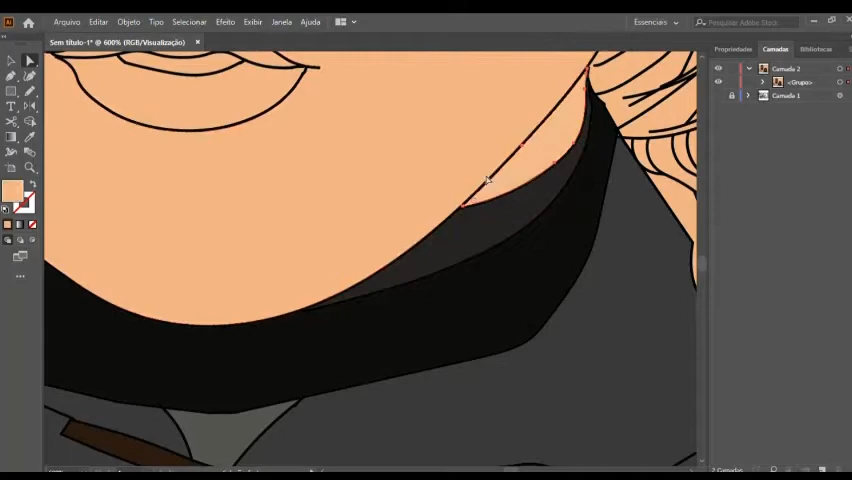 Ai Arquivo Editar Objeto Tipo Selecionar Efeito Exibir Janela Ajuda Essenciais Pesquisar Adobe Stock
Sem título-1* @ 600% (RGB/Visualização) ×
Propriedades Camadas Bibliotecas
Camada 2
<Grupo>
Camada 1
2 Camadas